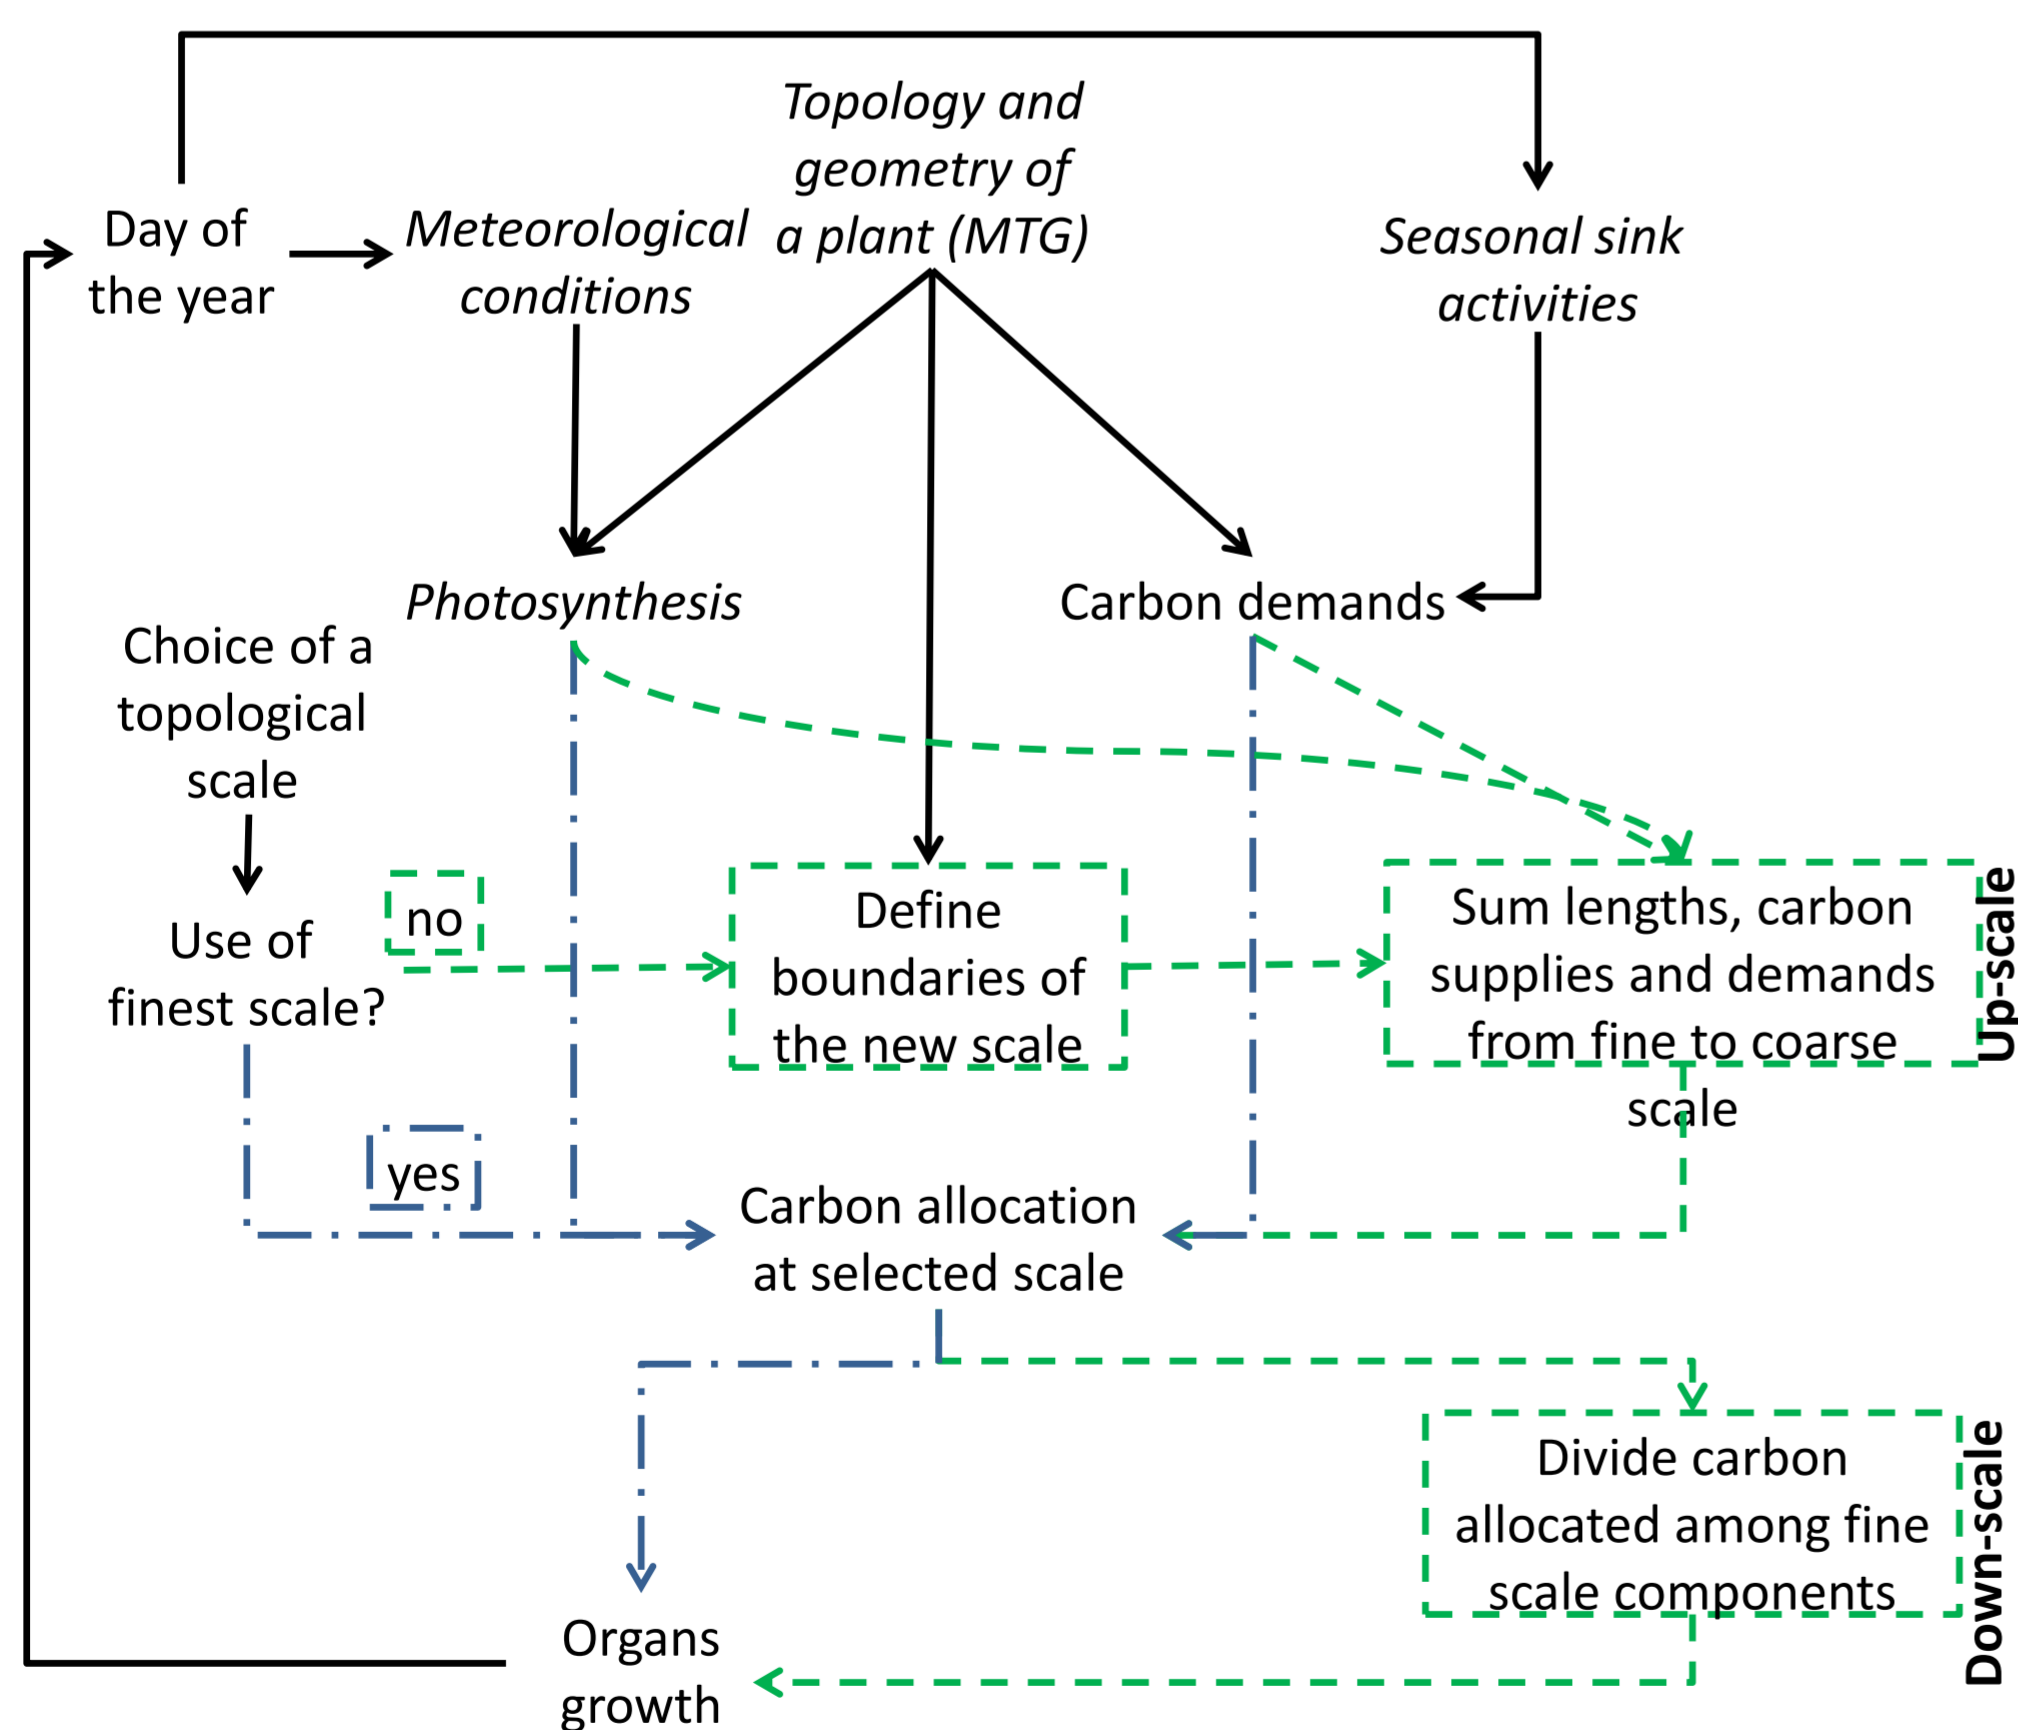 Topology and
geometry of
a plant (MTG)
Day of
the year
Meteorological
conditions
Seasonal sink
activities
Photosynthesis
Carbon demands
Choice of a
topological
scale
Use of
finest scale?
no
Define
boundaries of
the new scale
Sum lengths, carbon
supplies and demands
from fine to coarse
scale
Up-scale
yes
Carbon allocation
at selected scale
Divide carbon
allocated among fine
scale components
Down-scale
Organs
growth